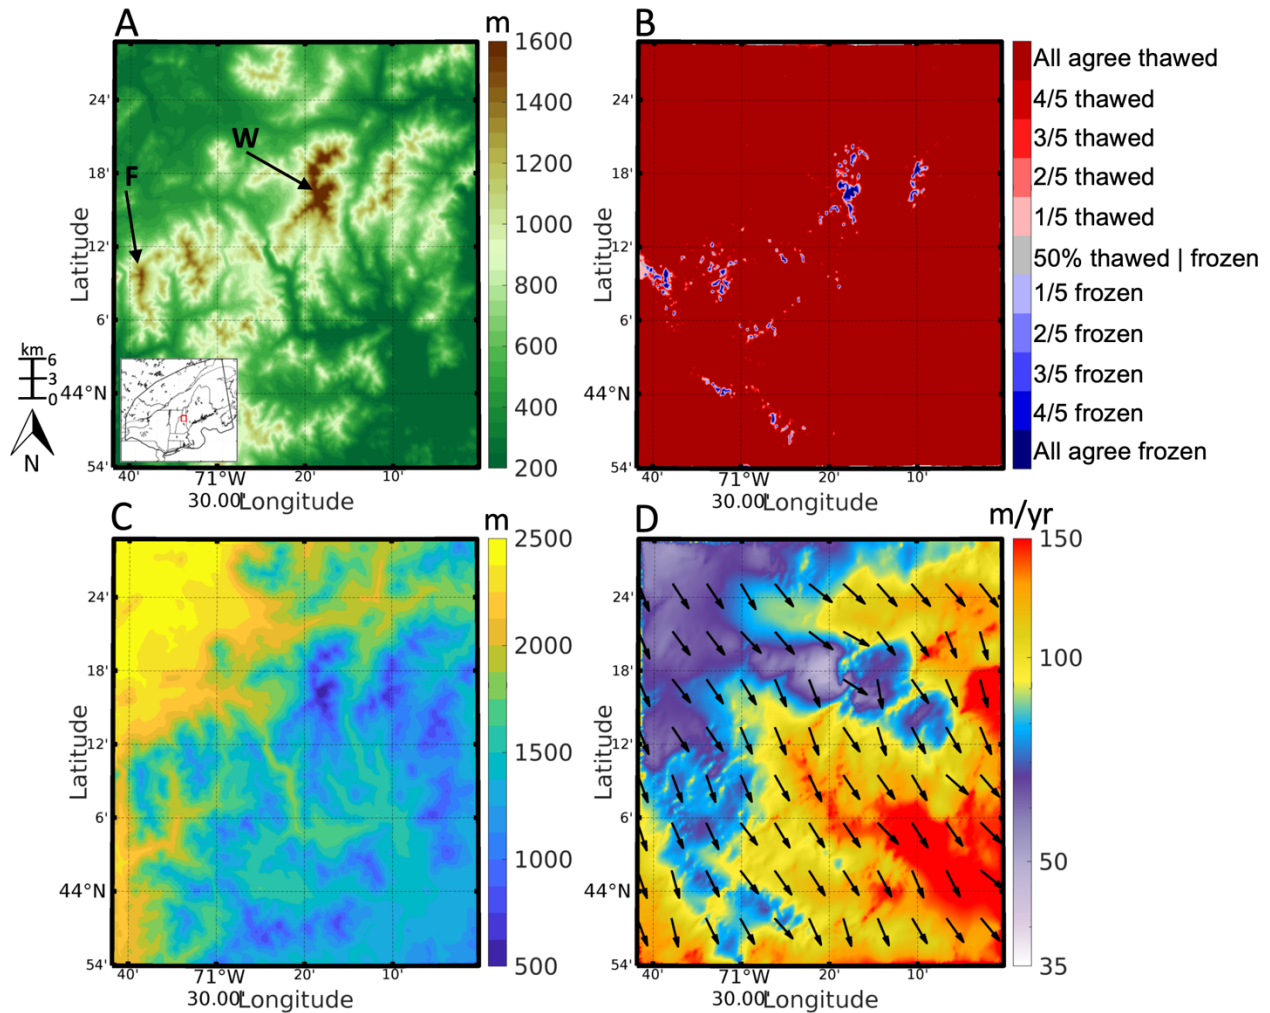 A
m
B
1600
1400
1200
1000
800
600
400
200
W
F
24'
18'
12'
6'
44°N
54'
Latitude
km
6
3
0
N
40'
71°W
30.00'
20'
10'
Longitude
24'
18'
12'
6'
44°N
54'
Latitude
40'
71°W
30.00'
20'
10'
Longitude
All agree thawed
4/5 thawed
3/5 thawed
2/5 thawed
1/5 thawed
50% thawed | frozen
1/5 frozen
2/5 frozen
3/5 frozen
4/5 frozen
All agree frozen
C
m
2500
2000
1500
1000
500
24'
18'
12'
6'
44°N
54'
Latitude
40'
71°W
30.00'
20'
10'
Longitude
D
m/yr
150
100
50
35
24'
18'
12'
6'
44°N
54'
Latitude
40'
71°W
30.00'
20'
10'
Longitude